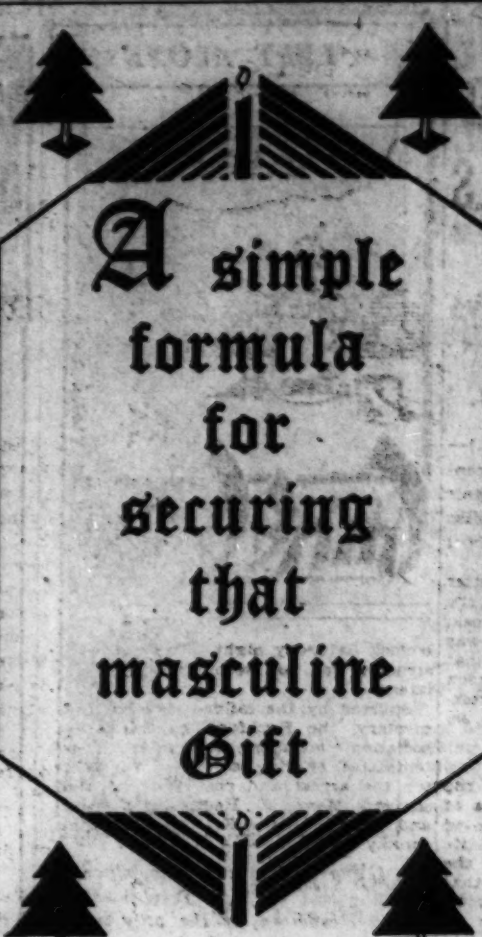 A simple
formula
for
securing
that
masculine
Gift